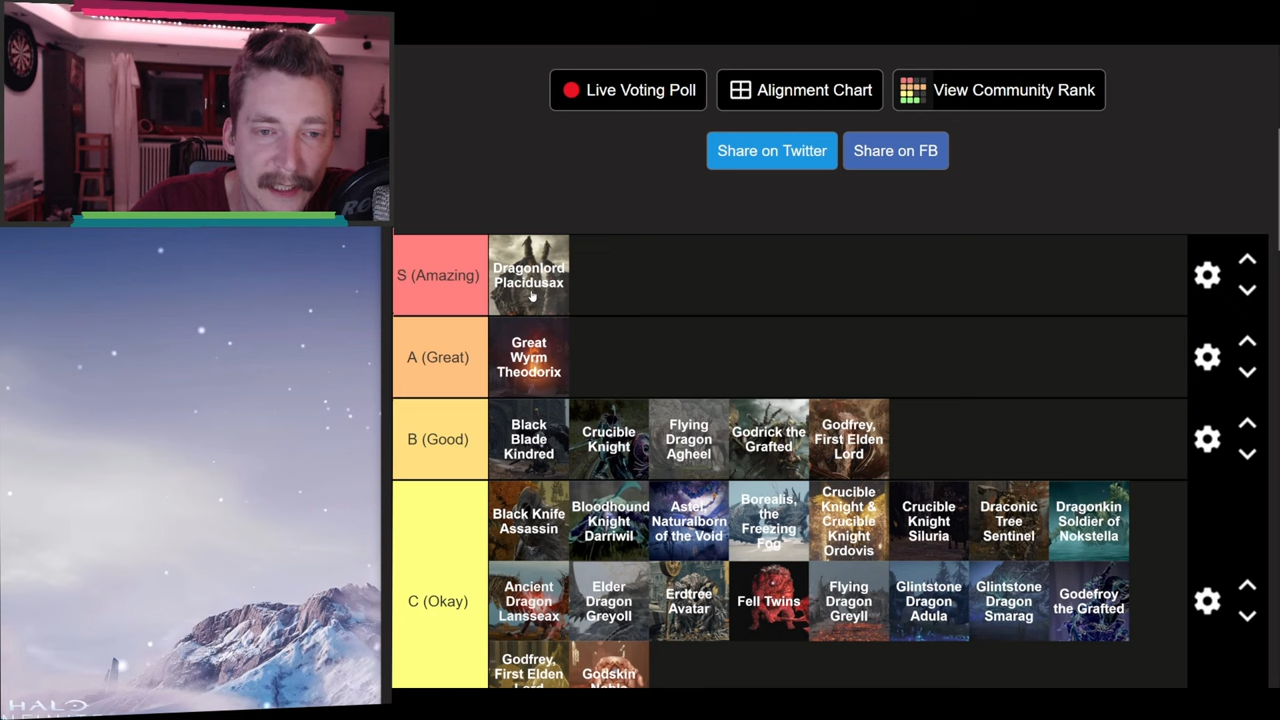 Live Voting Poll
Alignment Chart
View Community Rank
Share on Twitter
Share on FB
S (Amazing)
Dragonlord
Placidusax
A (Great)
Great
Wyrm
Theodorix
B (Good)
Black
Blade
Kindred
Crucible
Knight
Flying
Dragon
Agheel
Godrick the
Grafted
Godfrey,
First Elden
Lord
C (Okay)
Black Knife
Assassin
Bloodhound
Knight
Darriwil
Astel,
Naturalborn
of the Void
Borealis,
the
Freezing
Fog
Crucible
Knight &
Crucible
Knight
Ordovis
Crucible
Knight
Siluria
Draconic
Tree
Sentinel
Dragonkin
Soldier of
Nokstella
Ancient
Dragon
Lansseax
Elder
Dragon
Greyoll
Erdtree
Avatar
Fell Twins
Flying
Dragon
Greyll
Glintstone
Dragon
Adula
Glintstone
Dragon
Smarag
Godefroy
the Grafted
Godfrey,
First Elden
Lord
Godskin
Noble
HALO